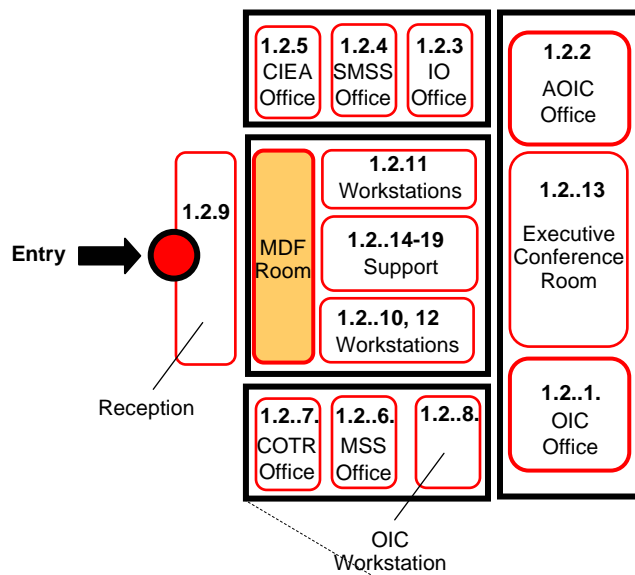 1.2.5
CIEA
Office
1.2.4
SMSS
Office
1.2.3
IO
Office
1.2.2
AOIC
Office
1.2.9
Entry
MDF
Room
1.2.11
Workstations
1.2..14-19
Support
1.2..10, 12
Workstations
1.2..13
Executive
Conference
Room
Reception
1.2..7.
COTR
Office
1.2..6.
MSS
Office
1.2..8.
1.2..1.
OIC
Office
OIC
Workstation